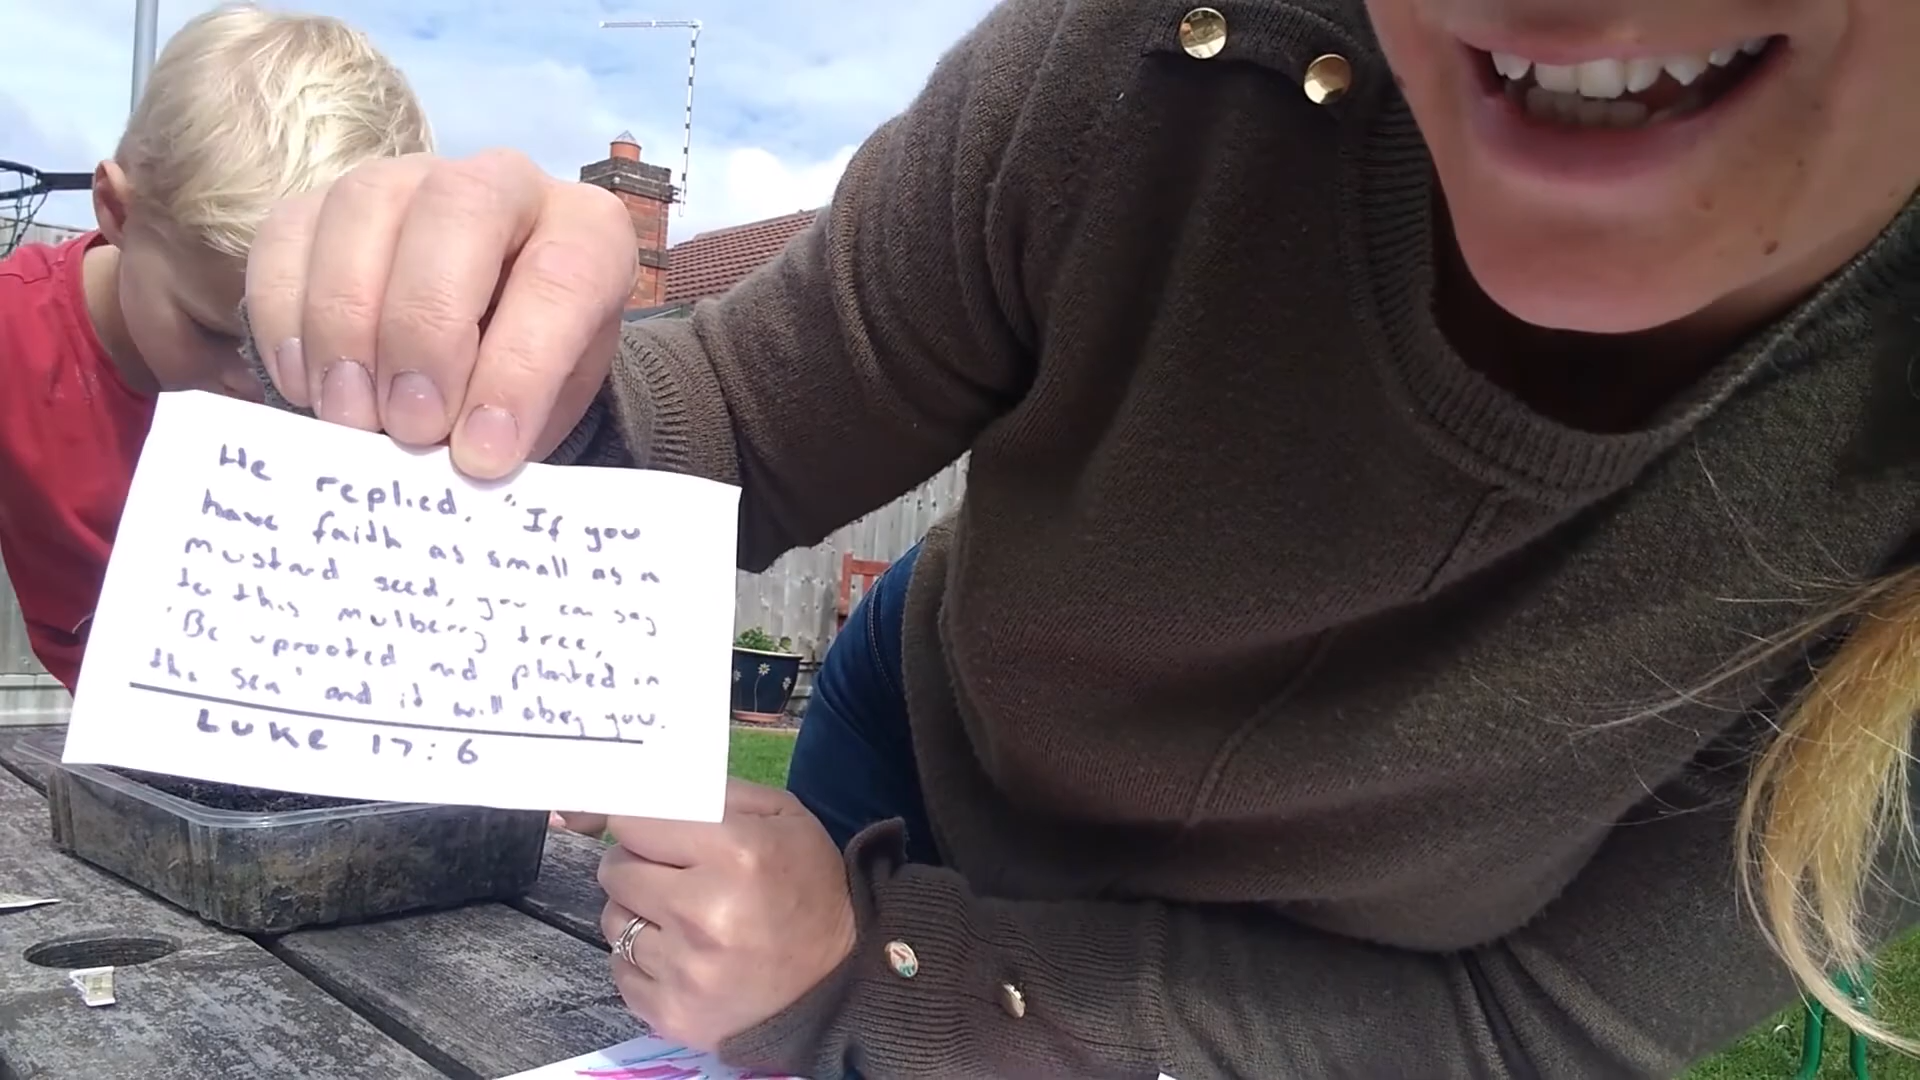 He replied, "If you
have faith as small as a
mustard seed, you can say
to this mulberry tree,
'Be uprooted and planted in
the sea' and it will obey you.
Luke 17:6